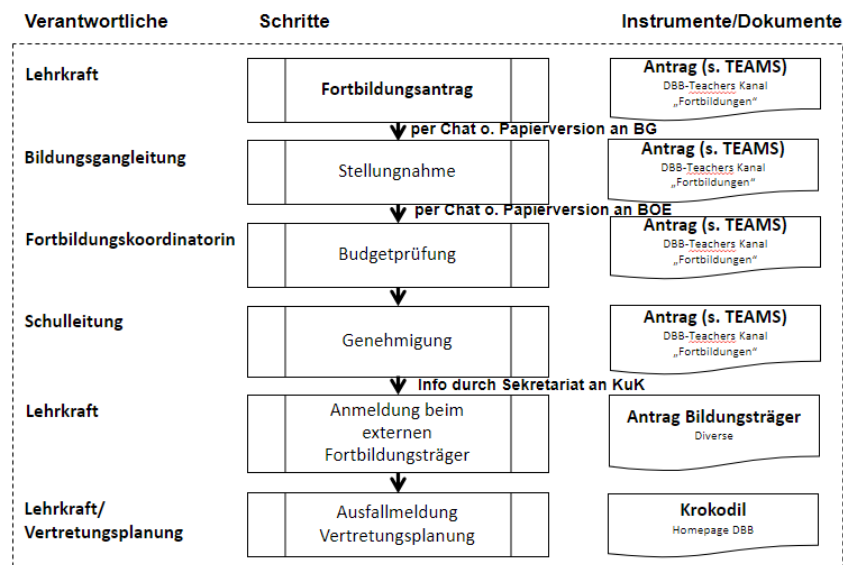 Verantwortliche Schritte Instrumente/Dokumente
Lehrkraft
Fortbildungsantrag
Antrag (s. TEAMS)
DBB-Teachers Kanal
„Fortbildungen“
per Chat o. Papierversion an BG
Bildungsgangleitung
Stellungnahme
Antrag (s. TEAMS)
DBB-Teachers Kanal
„Fortbildungen“
per Chat o. Papierversion an BOE
Fortbildungskoordinatorin
Budgetprüfung
Antrag (s. TEAMS)
DBB-Teachers Kanal
„Fortbildungen“
Schulleitung
Genehmigung
Antrag (s. TEAMS)
DBB-Teachers Kanal
„Fortbildungen“
Info durch Sekretariat an KuK
Lehrkraft
Anmeldung beim
externen
Fortbildungsträger
Antrag Bildungsträger
Diverse
Lehrkraft/
Vertretungsplanung
Ausfallmeldung
Vertretungsplanung
Krokodil
Homepage DBB